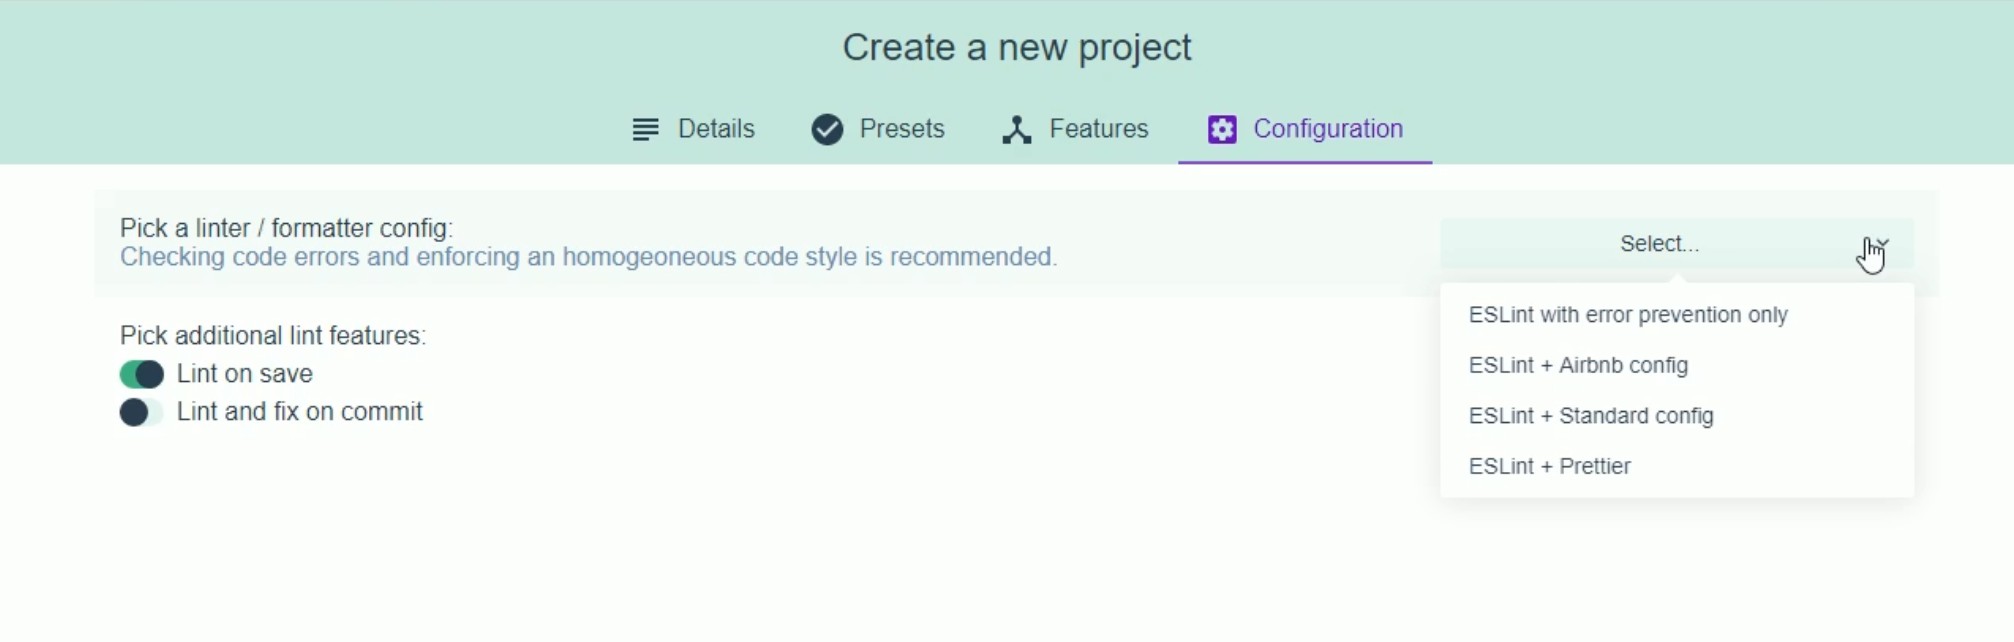 Create a new project
Details Presets Features Configuration
Pick a linter / formatter config:
Checking code errors and enforcing an homogeoneous code style is recommended.
Select...
ESLint with error prevention only
ESLint + Airbnb config
ESLint + Standard config
ESLint + Prettier
Pick additional lint features:
Lint on save
Lint and fix on commit